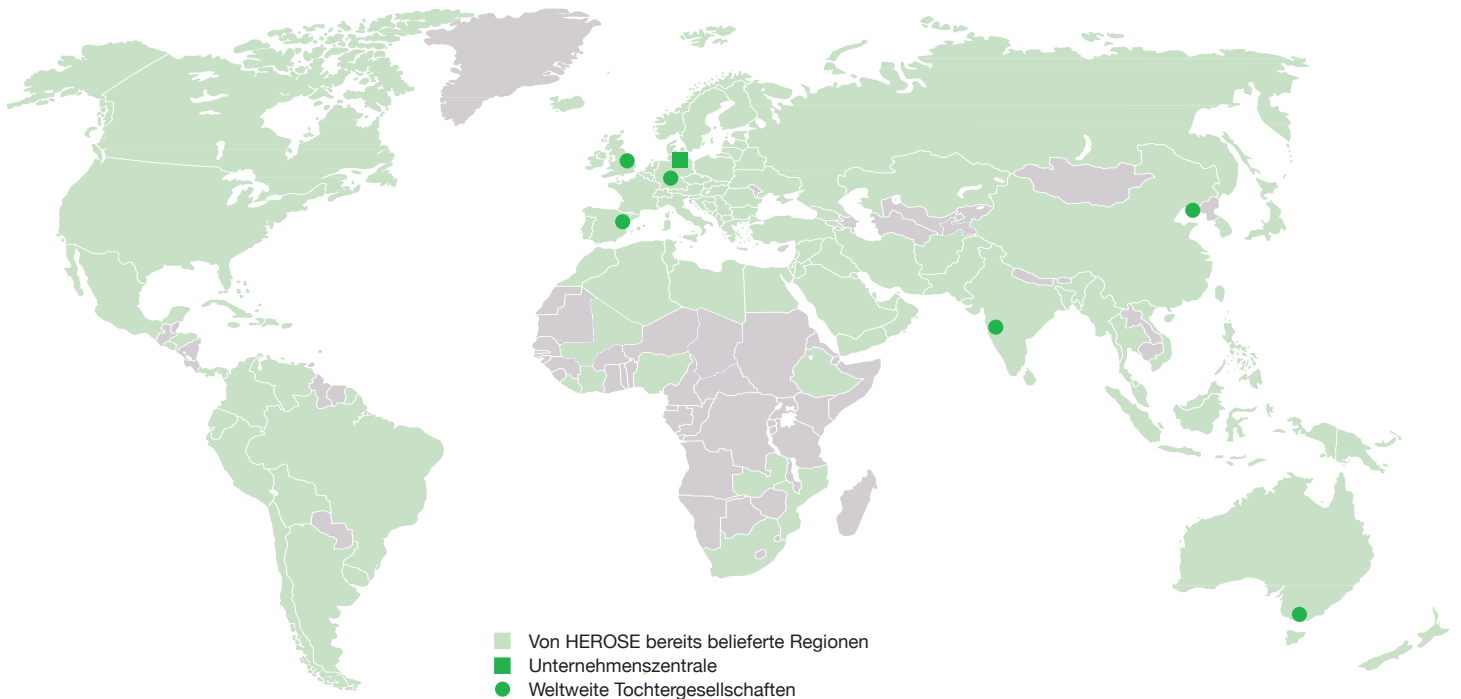 Von HEROSE bereits belieferte Regionen
Unternehmenszentrale
Weltweite Tochtergesellschaften